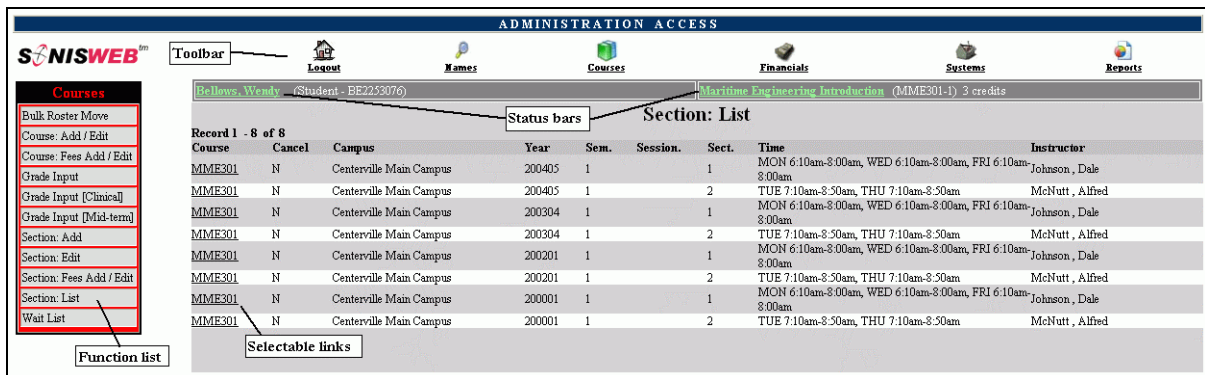 ADMINISTRATION ACCESS
SONISWEB tm
Toolbar
Logout Names Courses Financials Systems Reports
Courses
Bulk Roster Move
Course: Add / Edit
Course: Fees Add / Edit
Grade Input
Grade Input [Clinical]
Grade Input [Mid-term]
Section: Add
Section: Edit
Section: Fees Add / Edit
Section: List
Wait List
Function list
Bellows, Wendy (Student - BE2253076) Maritime Engineering Introduction (MME301-1) 3 credits
Status bars
Section: List
Record 1 - 8 of 8
Course Cancel Campus Year Sem. Session. Sect. Time Instructor
MME301 N Centerville Main Campus 200405 1 1 MON 6:10am-8:00am, WED 6:10am-8:00am, FRI 6:10am- Johnson , Dale
8:00am
MME301 N Centerville Main Campus 200405 1 2 TUE 7:10am-8:50am, THU 7:10am-8:50am McNutt , Alfred
MME301 N Centerville Main Campus 200304 1 1 MON 6:10am-8:00am, WED 6:10am-8:00am, FRI 6:10am- Johnson , Dale
8:00am
MME301 N Centerville Main Campus 200304 1 2 TUE 7:10am-8:50am, THU 7:10am-8:50am McNutt , Alfred
MME301 N Centerville Main Campus 200201 1 1 MON 6:10am-8:00am, WED 6:10am-8:00am, FRI 6:10am- Johnson , Dale
8:00am
MME301 N Centerville Main Campus 200201 1 2 TUE 7:10am-8:50am, THU 7:10am-8:50am McNutt , Alfred
MME301 N Centerville Main Campus 200001 1 1 MON 6:10am-8:00am, WED 6:10am-8:00am, FRI 6:10am- Johnson , Dale
8:00am
MME301 N Centerville Main Campus 200001 1 2 TUE 7:10am-8:50am, THU 7:10am-8:50am McNutt , Alfred
Selectable links